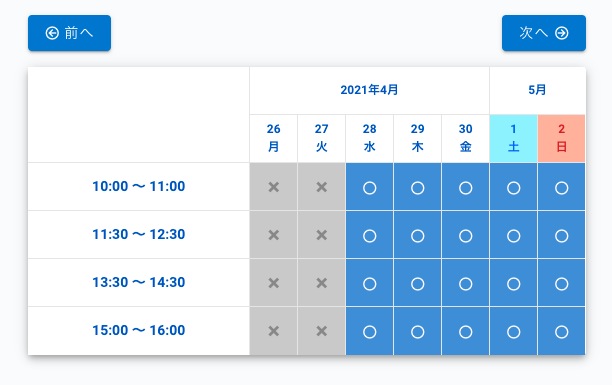 前へ
次へ
2021年4月 5月
26 27 28 29 30 1 2
月 火 水 木 金 土 日
10:00 〜 11:00 × × ○ ○ ○ ○ ○
11:30 〜 12:30 × × ○ ○ ○ ○ ○
13:30 〜 14:30 × × ○ ○ ○ ○ ○
15:00 〜 16:00 × × ○ ○ ○ ○ ○